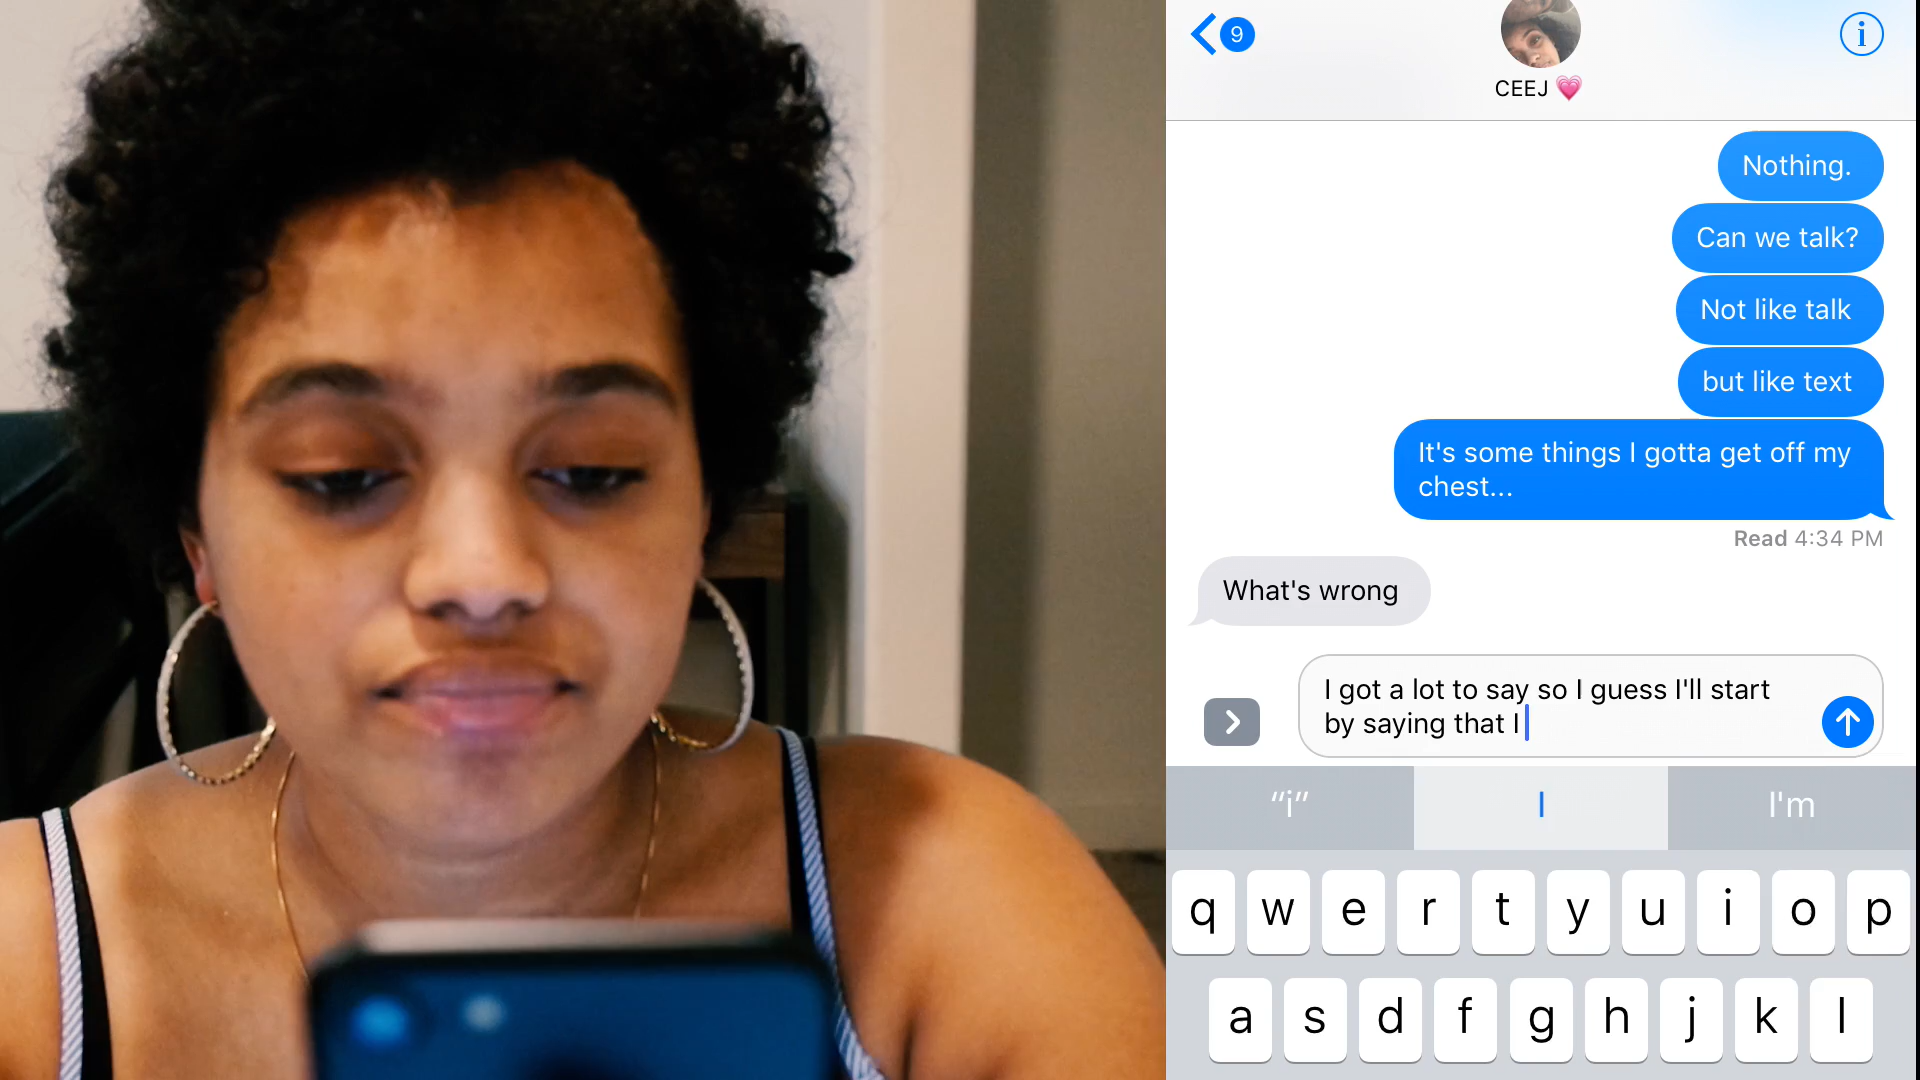 9
CEEJ 💗
i
Nothing.
Can we talk?
Not like talk
but like text
It's some things I gotta get off my
chest...
Read 4:34 PM
What's wrong
I got a lot to say so I guess I'll start
by saying that I
“i” I I'm
q w e r t y u i o p
a s d f g h j k l